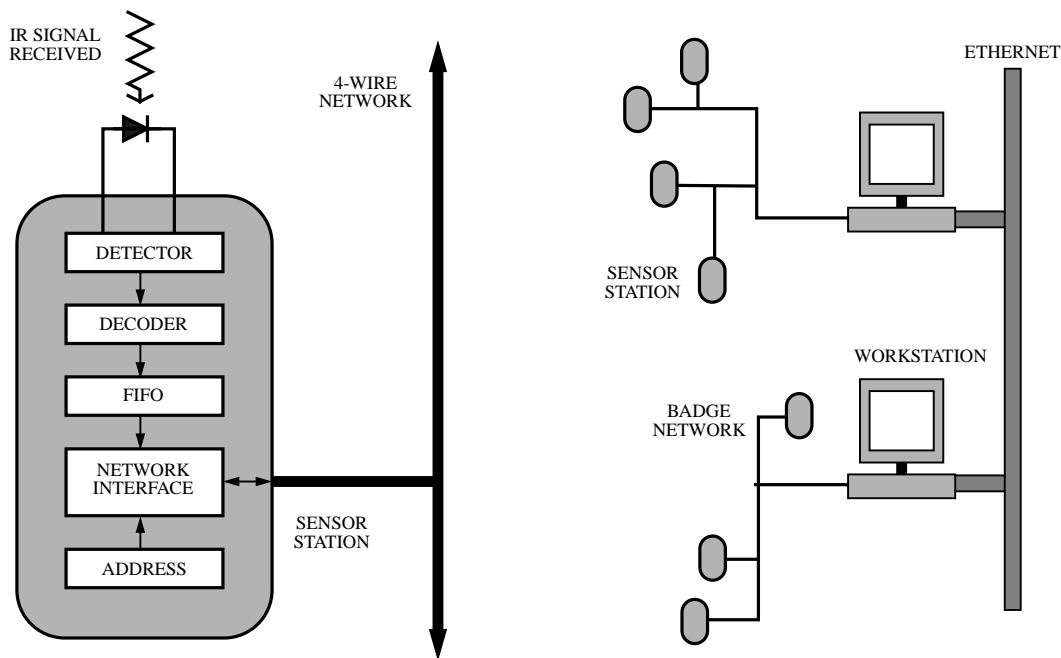 IR SIGNAL
RECEIVED
4-WIRE
NETWORK
DETECTOR
DECODER
FIFO
NETWORK
INTERFACE
ADDRESS
SENSOR
STATION
ETHERNET
SENSOR
STATION
WORKSTATION
BADGE
NETWORK